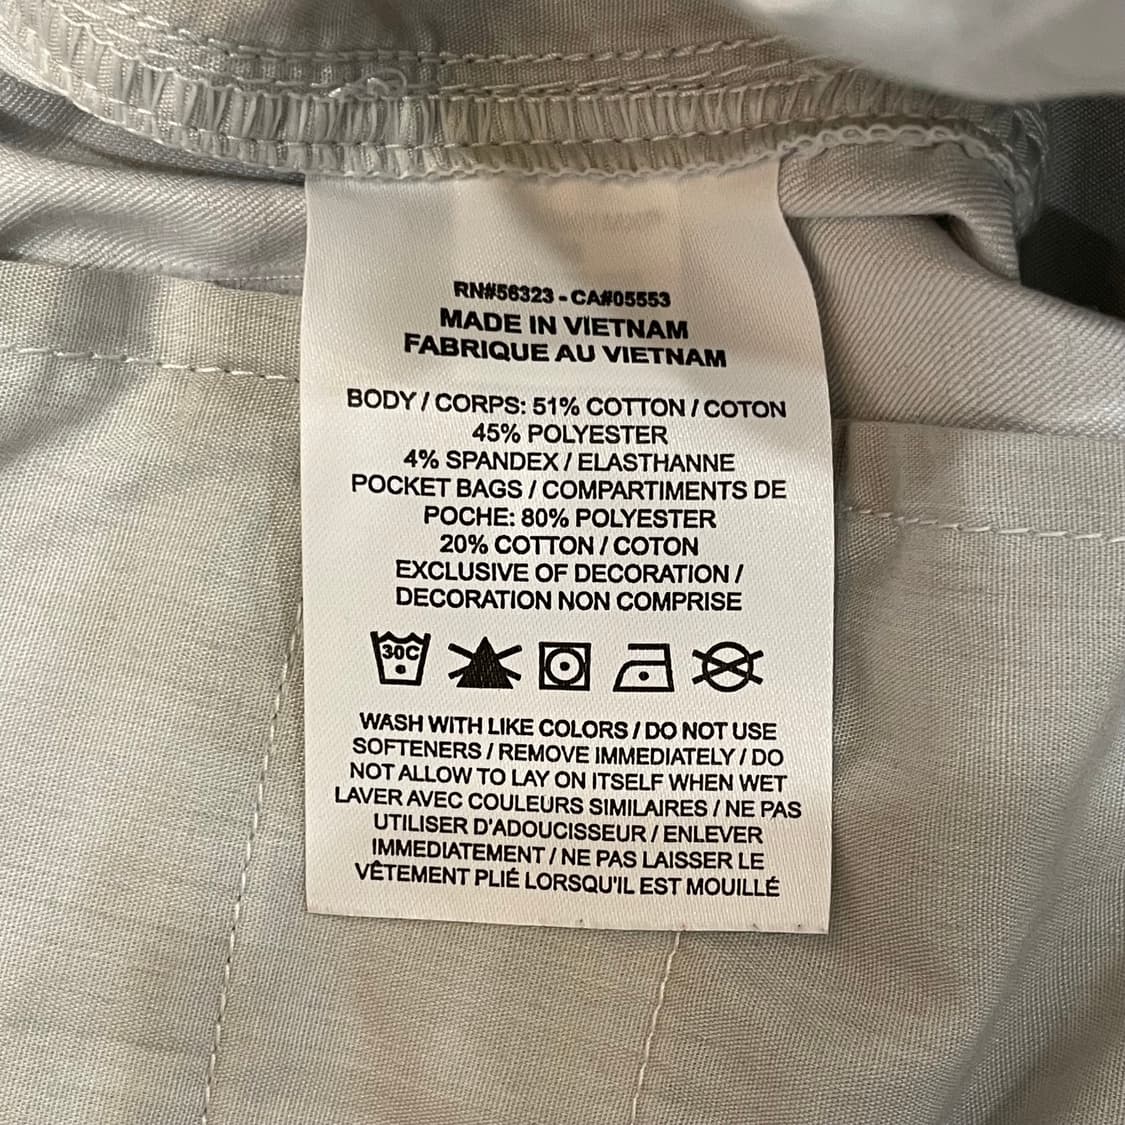 RN#56323 - CA#05553
MADE IN VIETNAM
FABRIQUE AU VIETNAM
BODY / CORPS: 51% COTTON / COTON
45% POLYESTER
4% SPANDEX / ELASTHANNE
POCKET BAGS / COMPARTIMENTS DE
POCHE: 80% POLYESTER
20% COTTON / COTON
EXCLUSIVE OF DECORATION /
DECORATION NON COMPRISE
30C
WASH WITH LIKE COLORS / DO NOT USE
SOFTENERS / REMOVE IMMEDIATELY / DO
NOT ALLOW TO LAY ON ITSELF WHEN WET
LAVER AVEC COULEURS SIMILAIRES / NE PAS
UTILISER D'ADOUCISSEUR / ENLEVER
IMMEDIATEMENT / NE PAS LAISSER LE
VÊTEMENT PLIÉ LORSQU'IL EST MOUILLÉ